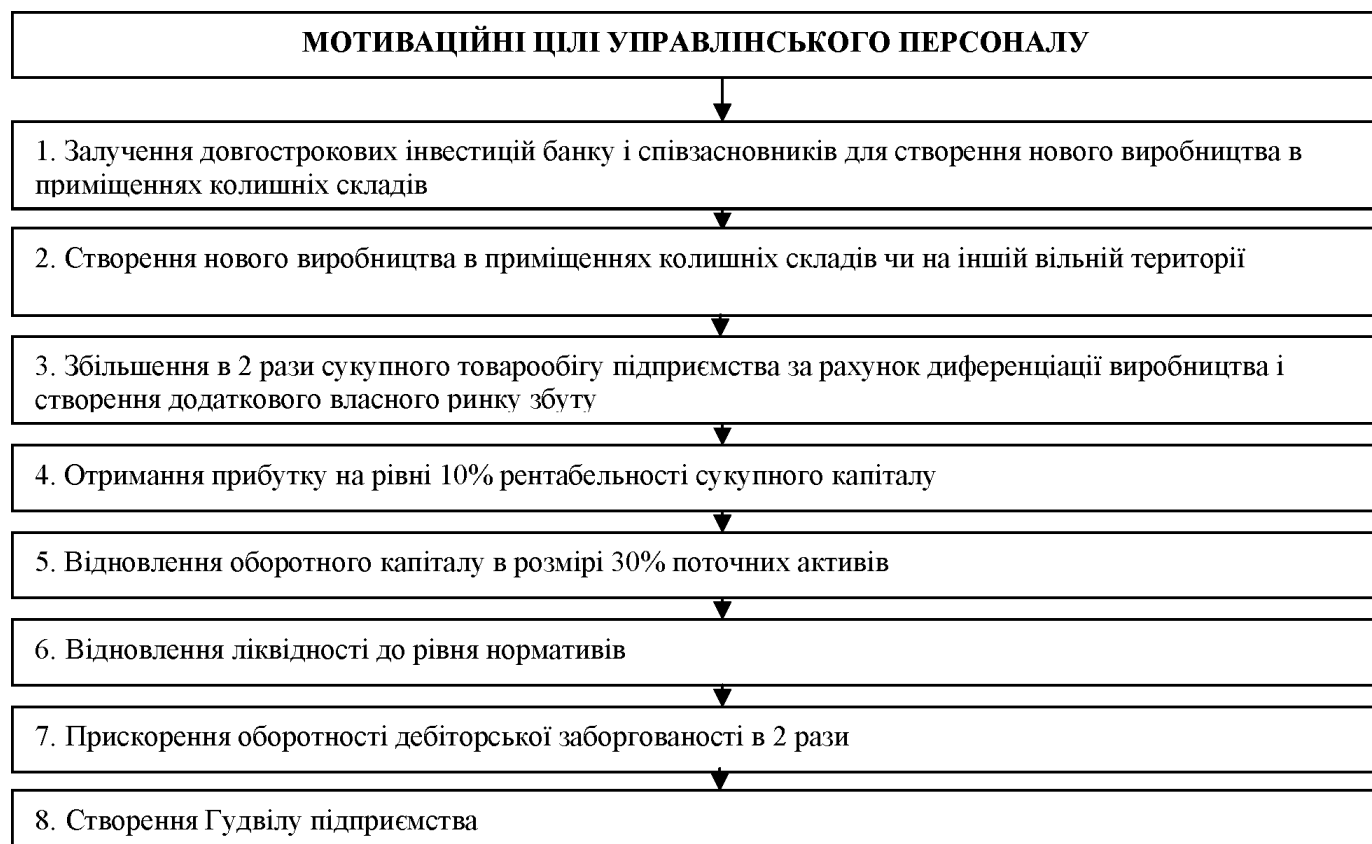 МОТИВАЦІЙНІ ЦІЛІ УПРАВЛІНСЬКОГО ПЕРСОНАЛУ
1. Залучення довгострокових інвестицій банку і співзасновників для створення нового виробництва в
приміщеннях колишніх складів
2. Створення нового виробництва в приміщеннях колишніх складів чи на іншій вільній території
3. Збільшення в 2 рази сукупного товарообігу підприємства за рахунок диференціації виробництва і
створення додаткового власного ринку збуту
4. Отримання прибутку на рівні 10% рентабельності сукупного капіталу
5. Відновлення оборотного капіталу в розмірі 30% поточних активів
6. Відновлення ліквідності до рівня нормативів
7. Прискорення оборотності дебіторської заборгованості в 2 рази
8. Створення Гудвілу підприємства